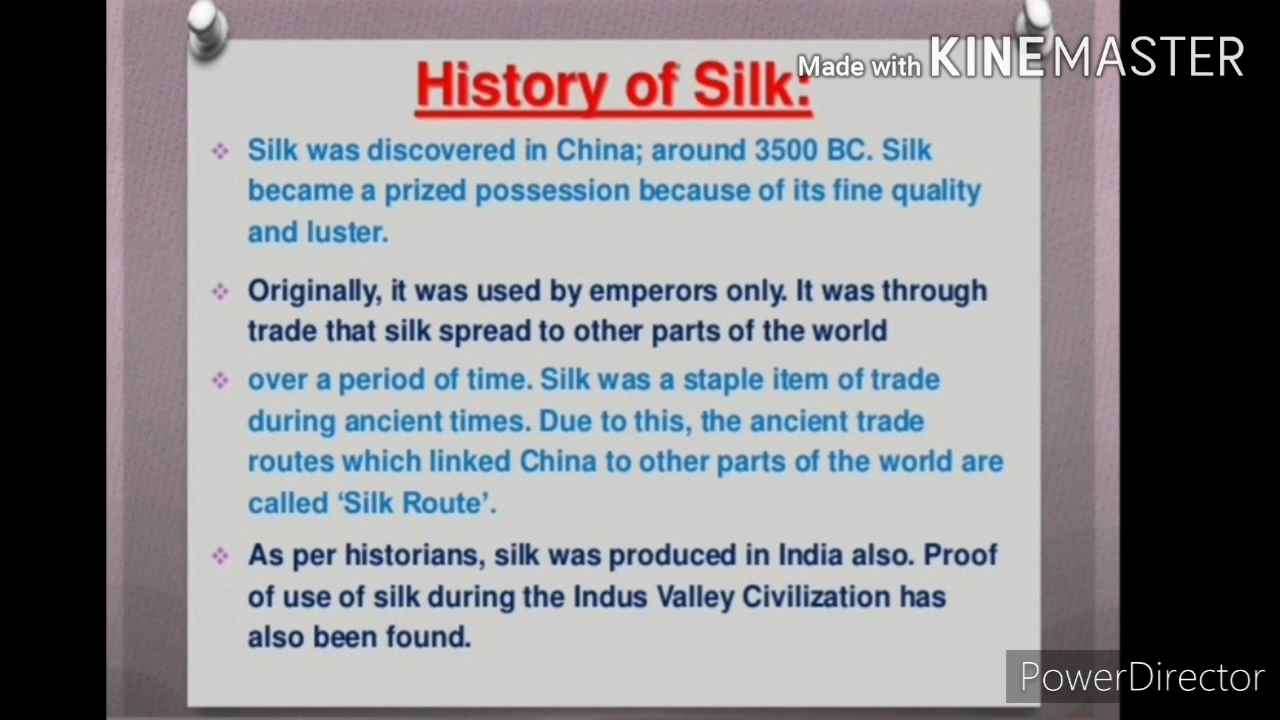 Made with KINEMASTER
History of Silk:
Silk was discovered in China; around 3500 BC. Silk
became a prized possession because of its fine quality
and luster.
Originally, it was used by emperors only. It was through
trade that silk spread to other parts of the world
over a period of time. Silk was a staple item of trade
during ancient times. Due to this, the ancient trade
routes which linked China to other parts of the world are
called ‘Silk Route’.
As per historians, silk was produced in India also. Proof
of use of silk during the Indus Valley Civilization has
also been found.
PowerDirector